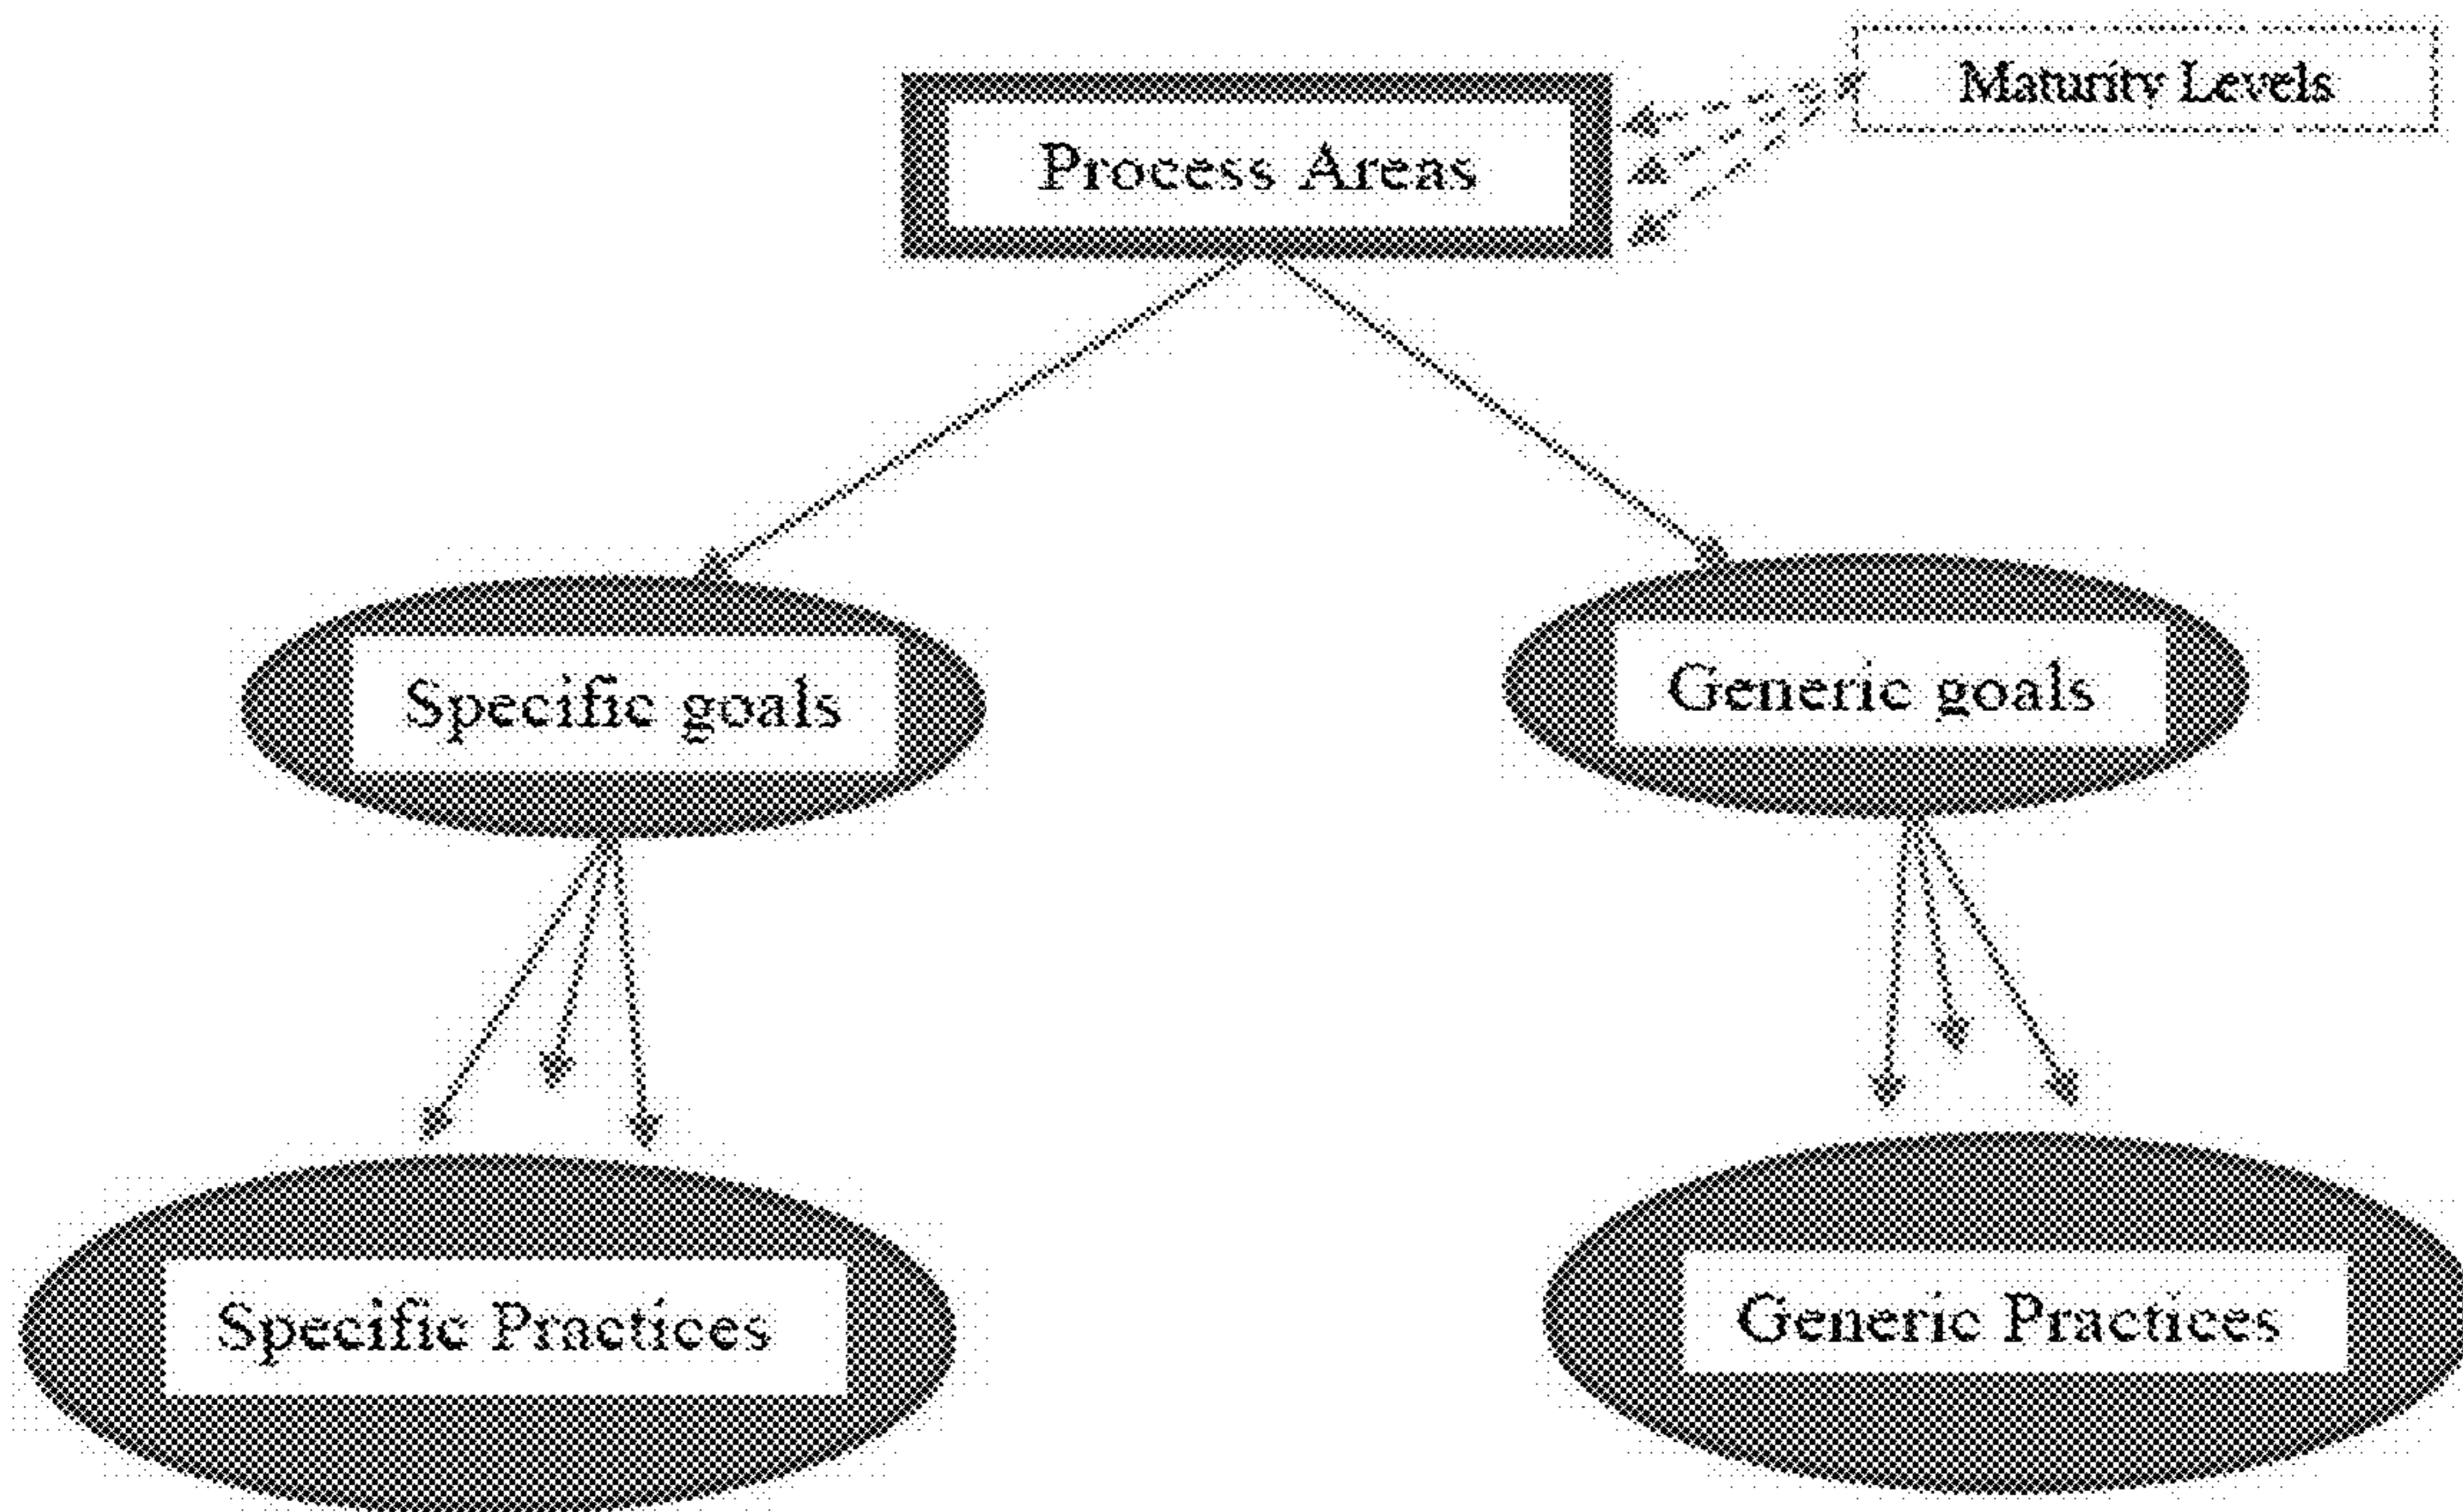 Maturity Levels
Process Areas
Specific goals
Generic goals
Specific Practices
Generic Practices